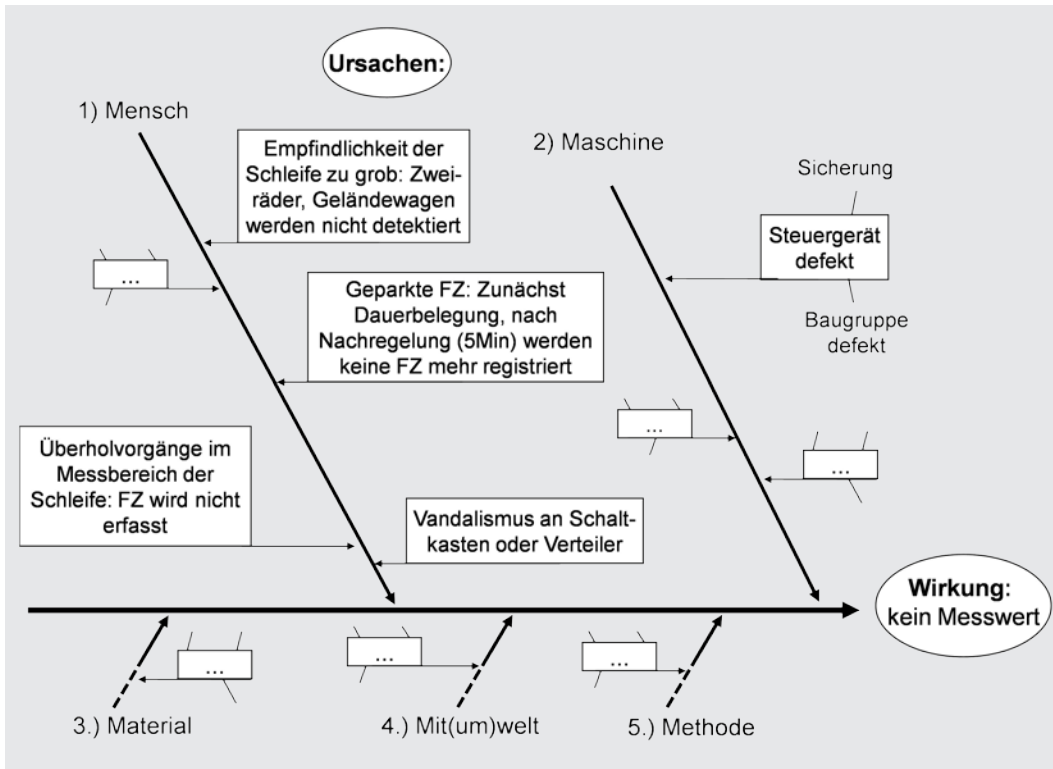 Ursachen:
1) Mensch
Empfindlichkeit der
Schleife zu grob: Zwei-
räder, Geländewagen
werden nicht detektiert
...
Geparkte FZ: Zunächst
Dauerbelegung, nach
Nachregelung (5Min) werden
keine FZ mehr registriert
Überholvorgänge im
Messbereich der
Schleife: FZ wird nicht
erfasst
Vandalismus an Schalt-
kasten oder Verteiler
2) Maschine
Sicherung
Steuergerät
defekt
Baugruppe
defekt
...
...
Wirkung:
kein Messwert
...
3.) Material
...
4.) Mit(um)welt
...
5.) Methode